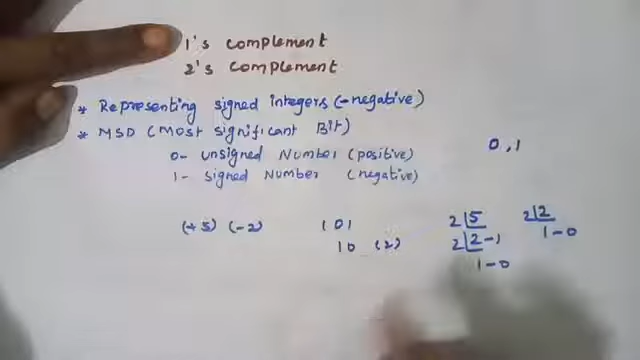 1's complement
2's complement
* Representing signed integers (-negative)
* MSD (Most significant Bit)
0- unsigned Number (positive)
1- signed Number (negative)
0,1
(+5) (-2)
101
10 (2)
2|5
2|2-1
1-0
2|2
1-0